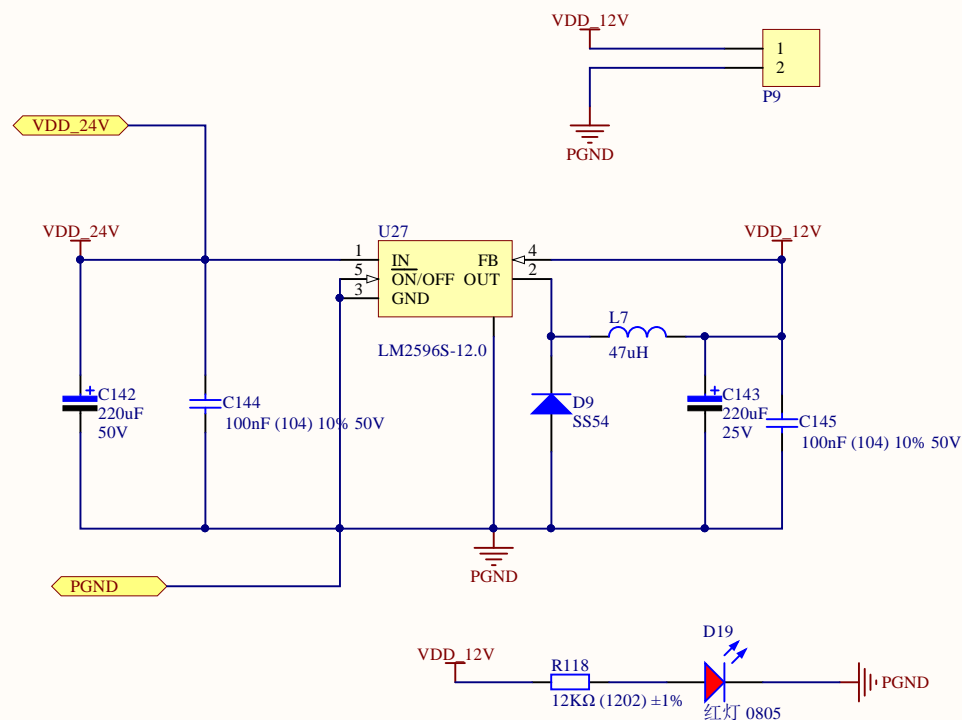 VDD_12V
1
2
P9
PGND
VDD_24V
VDD_24V
U27
1
IN
FB
4
5
ON/OFF
OUT
2
3
GND
LM2596S-12.0
VDD_12V
L7
47uH
C142
220uF
50V
C144
100nF (104) 10% 50V
D9
SS54
C143
220uF
25V
C145
100nF (104) 10% 50V
PGND
PGND
VDD_12V
R118
12KΩ (1202) ±1%
D19
红灯 0805
PGND